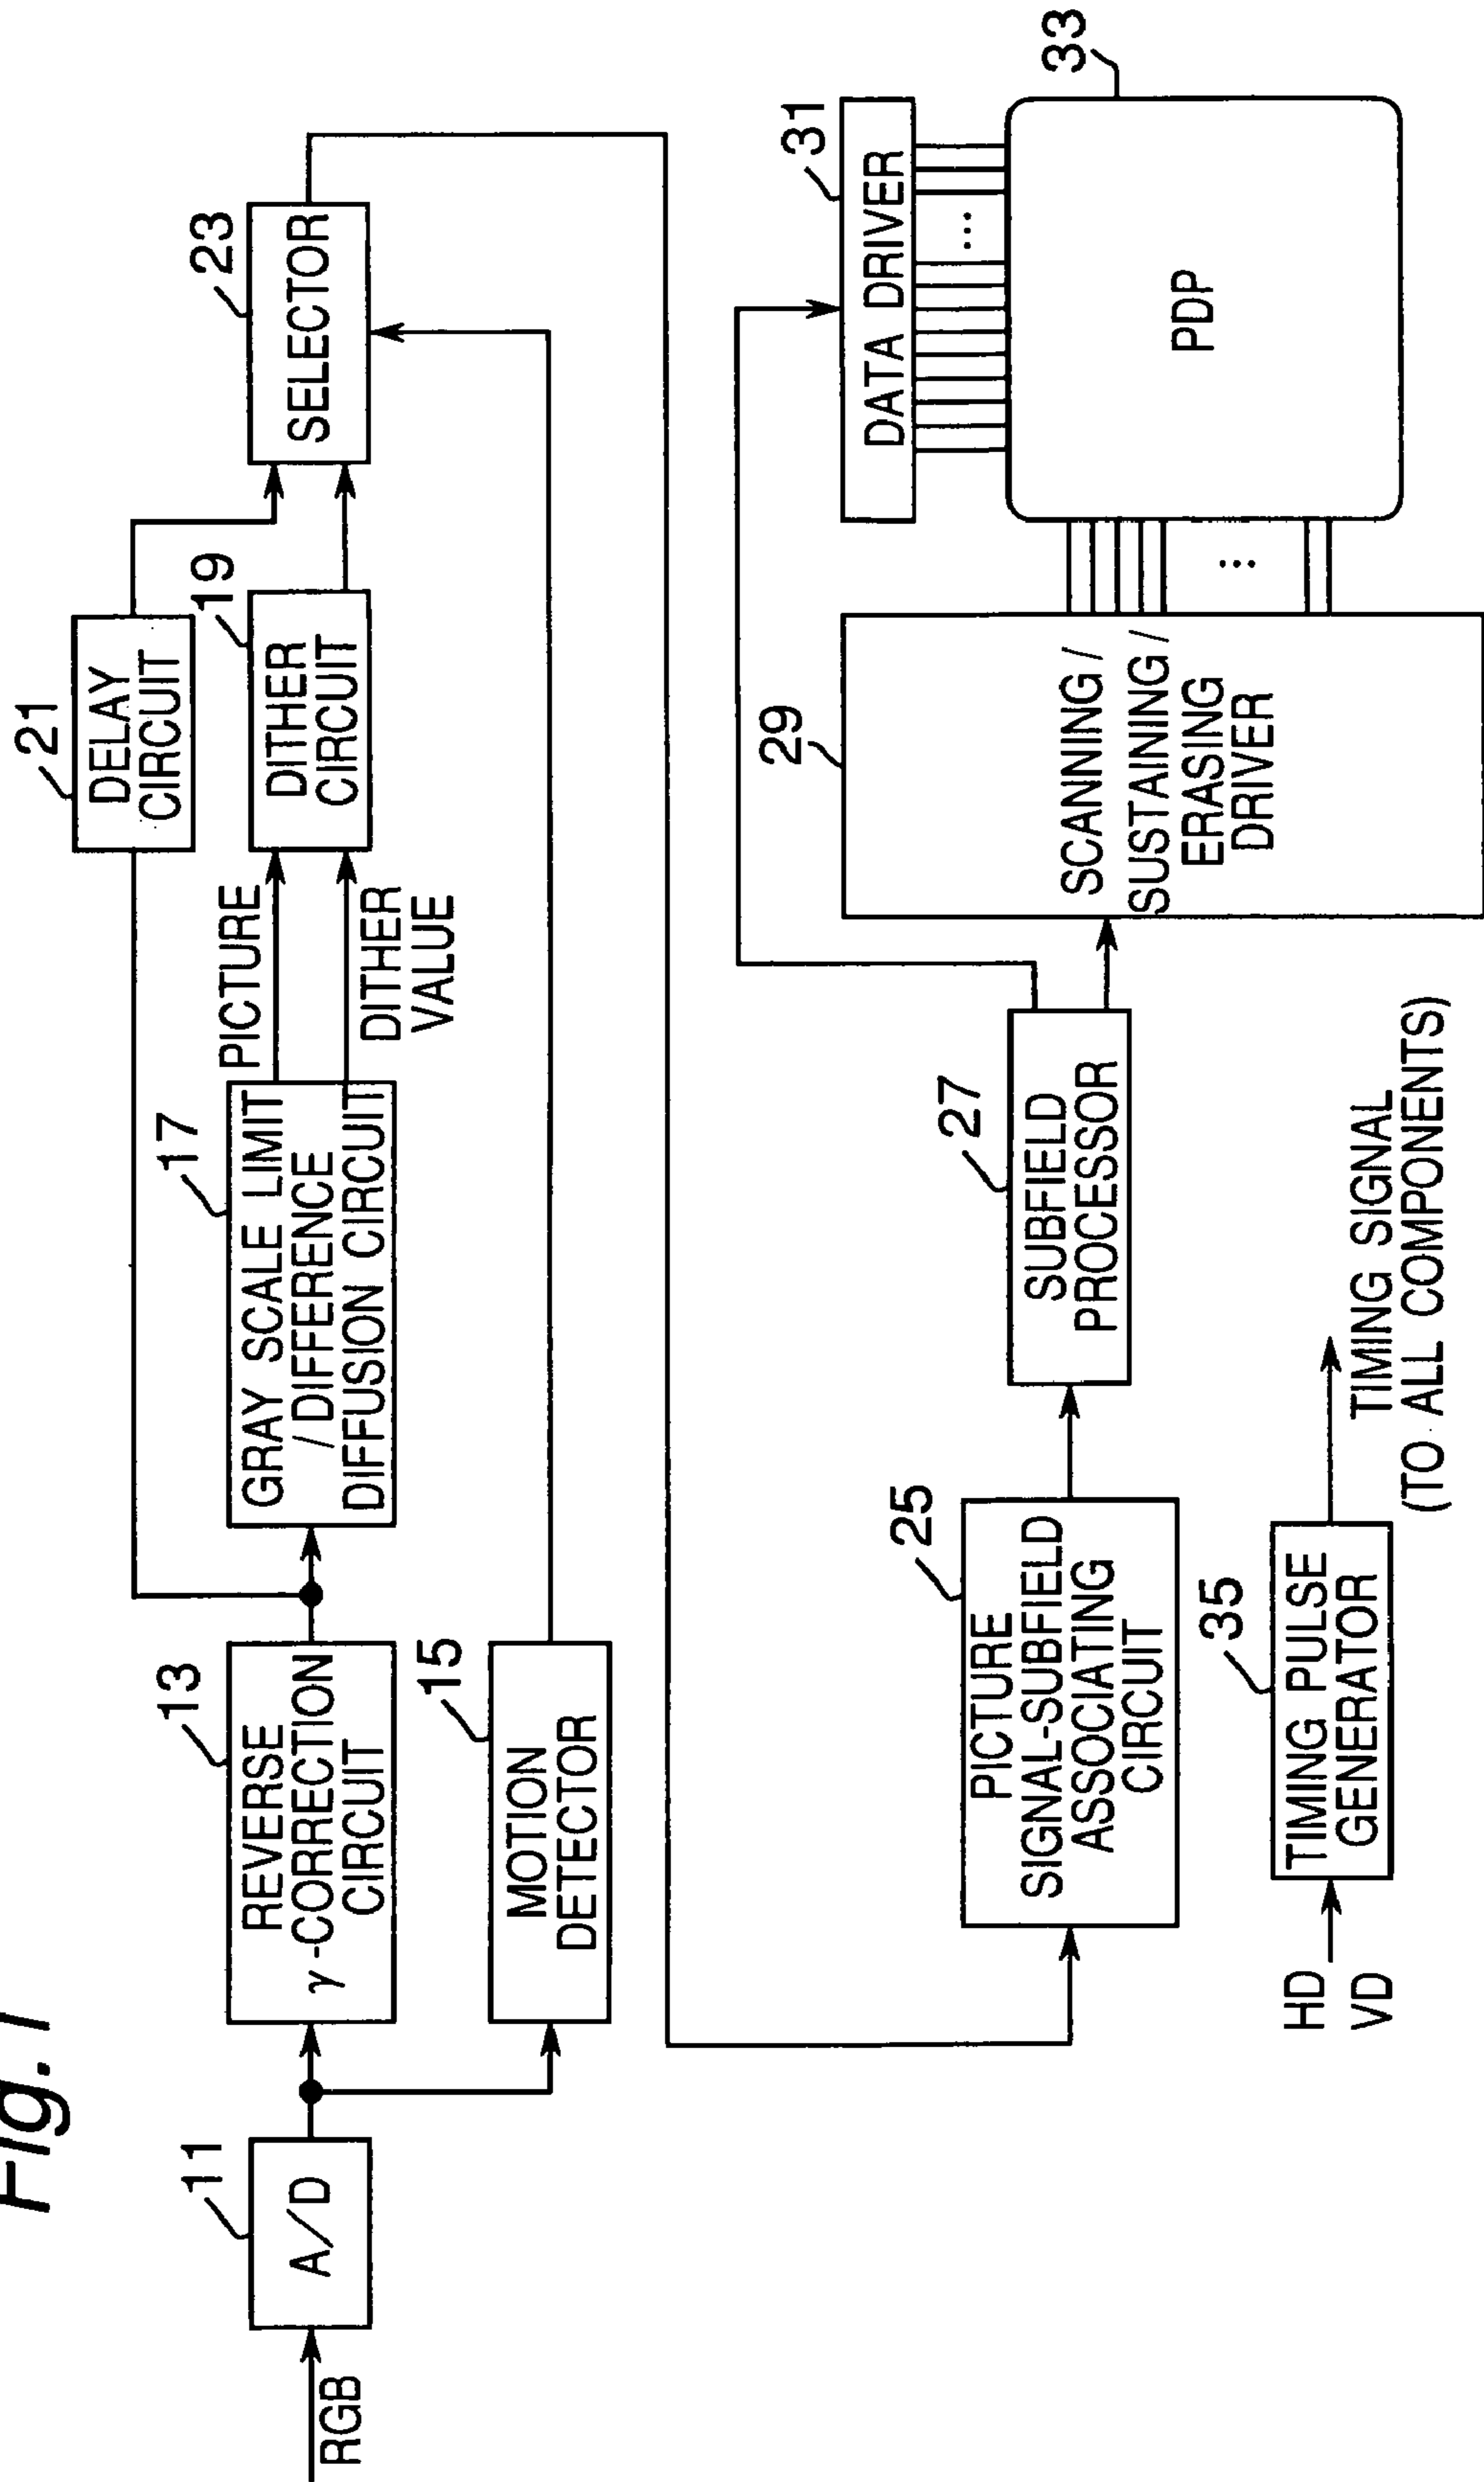 Fig. 1
RGB
11
A/D
13
REVERSE
γ-CORRECTION
CIRCUIT
15
MOTION
DETECTOR
17
GRAY SCALE LIMIT
/DIFFERENCE
DIFFUSION CIRCUIT
PICTURE
DITHER
VALUE
21
DELAY
CIRCUIT
19
DITHER
CIRCUIT
23
SELECTOR
25
PICTURE
SIGNAL-SUBFIELD
ASSOCIATING
CIRCUIT
27
SUBFIELD
PROCESSOR
29
SCANNING/
SUSTAINING/
ERASING
DRIVER
31
DATA DRIVER
...
...
33
PDP
HD
VD
35
TIMING PULSE
GENERATOR
TIMING SIGNAL
(TO ALL COMPONENTS)